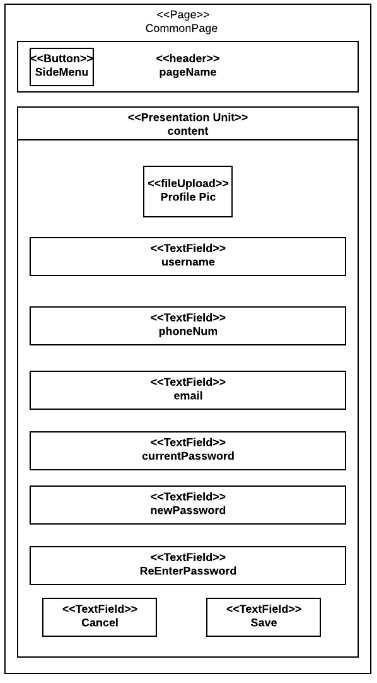 <<Page>>
CommonPage
<<Button>>
SideMenu
<<header>>
pageName
<<Presentation Unit>>
content
<<fileUpload>>
Profile Pic
<<TextField>>
username
<<TextField>>
phoneNum
<<TextField>>
email
<<TextField>>
currentPassword
<<TextField>>
newPassword
<<TextField>>
ReEnterPassword
<<TextField>>
Cancel
<<TextField>>
Save